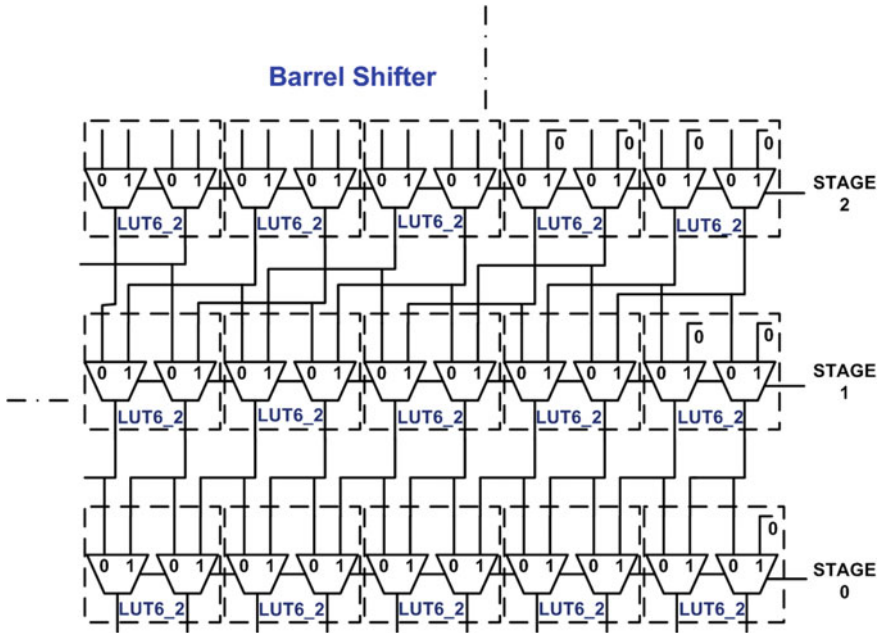 Barrel Shifter
0 0 0 0
0 1 0 1 0 1 0 1 0 1 0 1 0 1 0 1 0 1 0 1
STAGE
2
LUT6_2 LUT6_2 LUT6_2 LUT6_2 LUT6_2
0 0
0 1 0 1 0 1 0 1 0 1 0 1 0 1 0 1 0 1 0 1
STAGE
1
LUT6_2 LUT6_2 LUT6_2 LUT6_2 LUT6_2
0
0 1 0 1 0 1 0 1 0 1 0 1 0 1 0 1 0 1 0 1
STAGE
0
LUT6_2 LUT6_2 LUT6_2 LUT6_2 LUT6_2